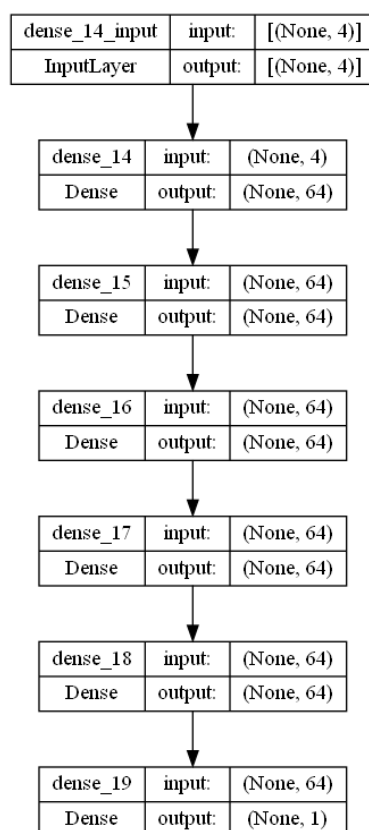 dense_14_input input: [(None, 4)]
InputLayer output: [(None, 4)]
dense_14 input: (None, 4)
Dense output: (None, 64)
dense_15 input: (None, 64)
Dense output: (None, 64)
dense_16 input: (None, 64)
Dense output: (None, 64)
dense_17 input: (None, 64)
Dense output: (None, 64)
dense_18 input: (None, 64)
Dense output: (None, 64)
dense_19 input: (None, 64)
Dense output: (None, 1)